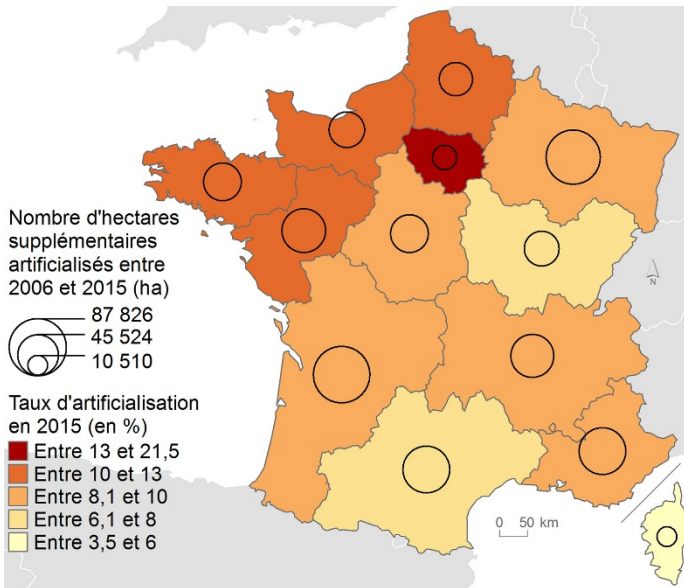 Nombre d'hectares
supplémentaires
artificialisés entre
2006 et 2015 (ha)
87 826
45 524
10 510
Taux d'artificialisation
en 2015 (en %)
Entre 13 et 21,5
Entre 10 et 13
Entre 8,1 et 10
Entre 6,1 et 8
Entre 3,5 et 6
N
0 50 km